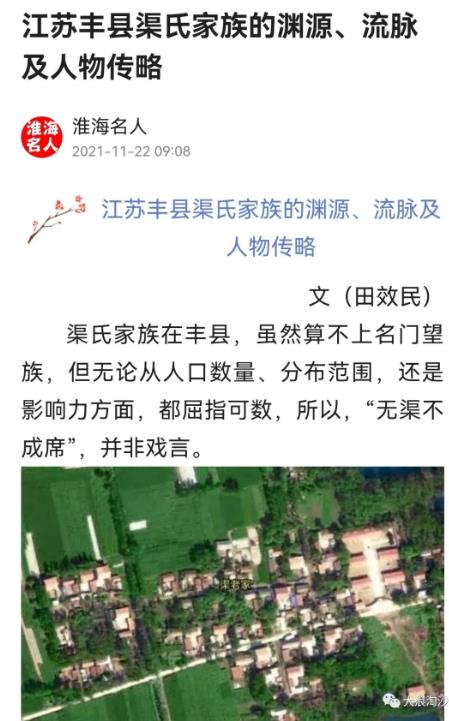 江苏丰县渠氏家族的渊源、流脉
及人物传略
淮海
名人
淮海名人
2021-11-22 09:08
江苏丰县渠氏家族的渊源、流脉及
人物传略
文（田效民）
渠氏家族在丰县，虽然算不上名门望
族，但无论从人口数量、分布范围，还是
影响力方面，都屈指可数，所以，“无渠不
成席”，并非戏言。
渠老家
大浪淘沙